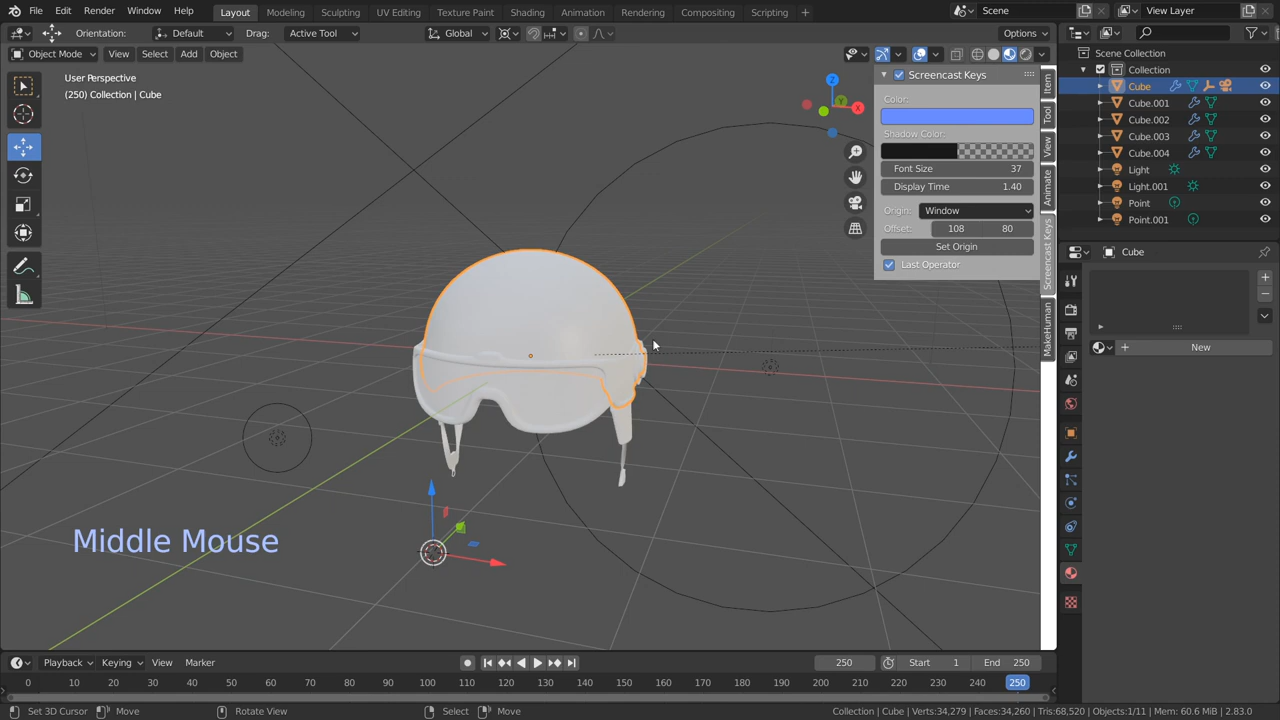 File Edit Render Window Help Layout Modeling Sculpting UV Editing Texture Paint Shading Animation Rendering Compositing Scripting + Scene View Layer
Orientation: Default Drag: Active Tool Global Options
Object Mode View Select Add Object
User Perspective
(250) Collection | Cube
Z
Y
X
Screencast Keys
Color:
Shadow Color:
Font Size 37
Display Time 1.40
Origin: Window
Offset: 108 80
Set Origin
Last Operator
Item
Tool
View
Animate
Screencast Keys
MakeHuman
Scene Collection
Collection
Cube
Cube.001
Cube.002
Cube.003
Cube.004
Light
Light.001
Point
Point.001
Cube
New
Middle Mouse
Playback Keying View Marker 250 Start 1 End 250
0 10 20 30 40 50 60 70 80 90 100 110 120 130 140 150 160 170 180 190 200 210 220 230 240 250
Set 3D Cursor Move Rotate View Select Move Collection | Cube | Verts:34,279 | Faces:34,260 | Tris:68,520 | Objects:1/11 | Mem: 60.6 MiB | 2.83.0